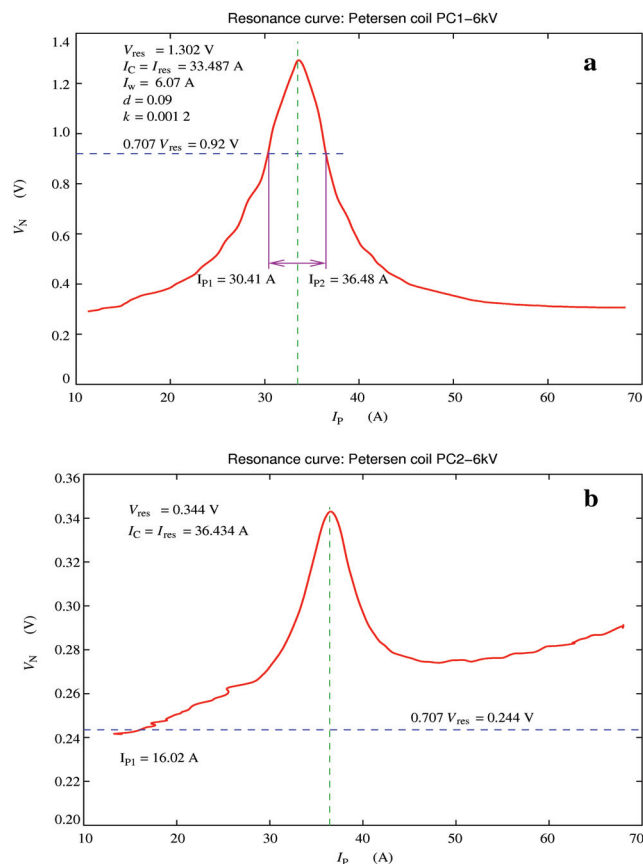 Resonance curve: Petersen coil PC1−6kV
a
V_res = 1.302 V
I_C = I_res = 33.487 A
I_w = 6.07 A
d = 0.09
k = 0.001 2
0.707 V_res = 0.92 V
I_P1 = 30.41 A
I_P2 = 36.48 A
1.4
1.2
1.0
0.8
0.6
0.4
0.2
0
V_N (V)
10 20 30 40 50 60 70
I_P (A)
Resonance curve: Petersen coil PC2−6kV
b
V_res = 0.344 V
I_C = I_res = 36.434 A
0.707 V_res = 0.244 V
I_P1 = 16.02 A
0.36
0.34
0.32
0.30
0.28
0.26
0.24
0.22
0.20
V_N (V)
10 20 30 40 50 60 70
I_P (A)